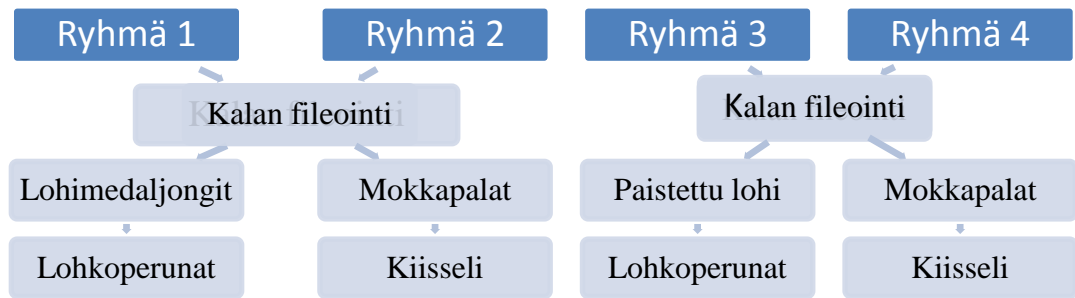 Ryhmä 1
Ryhmä 2
Ryhmä 3
Ryhmä 4
Kalan fileointi
Kalan fileointi
Lohimedaljongit
Mokkapalat
Paistettu lohi
Mokkapalat
Lohkoperunat
Kiisseli
Lohkoperunat
Kiisseli